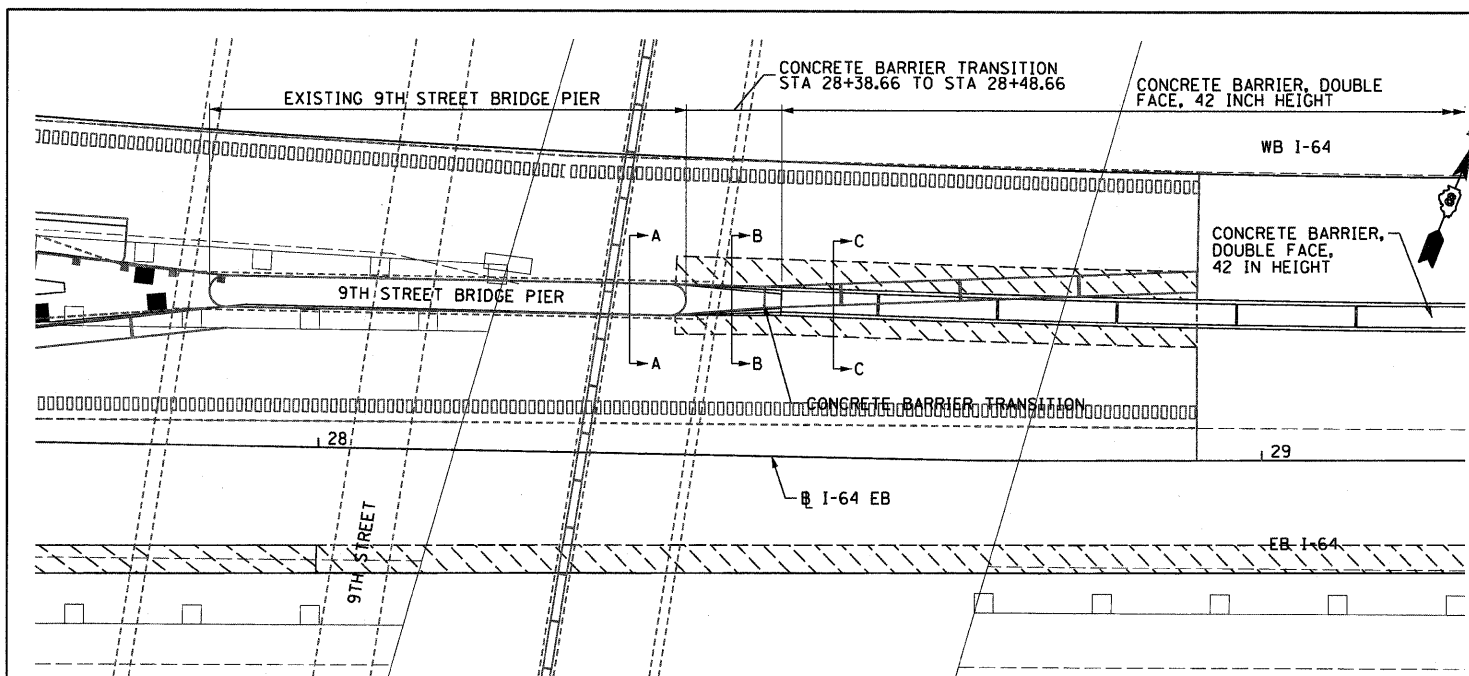 CONCRETE BARRIER TRANSITION
STA 28+38.66 TO STA 28+48.66
EXISTING 9TH STREET BRIDGE PIER
CONCRETE BARRIER, DOUBLE
FACE, 42 INCH HEIGHT
WB I-64
CONCRETE BARRIER,
DOUBLE FACE,
42 IN HEIGHT
A
B
C
9TH STREET BRIDGE PIER
A
B
C
CONCRETE BARRIER TRANSITION
28
29
B I-64 EB
9TH STREET
EB I-64